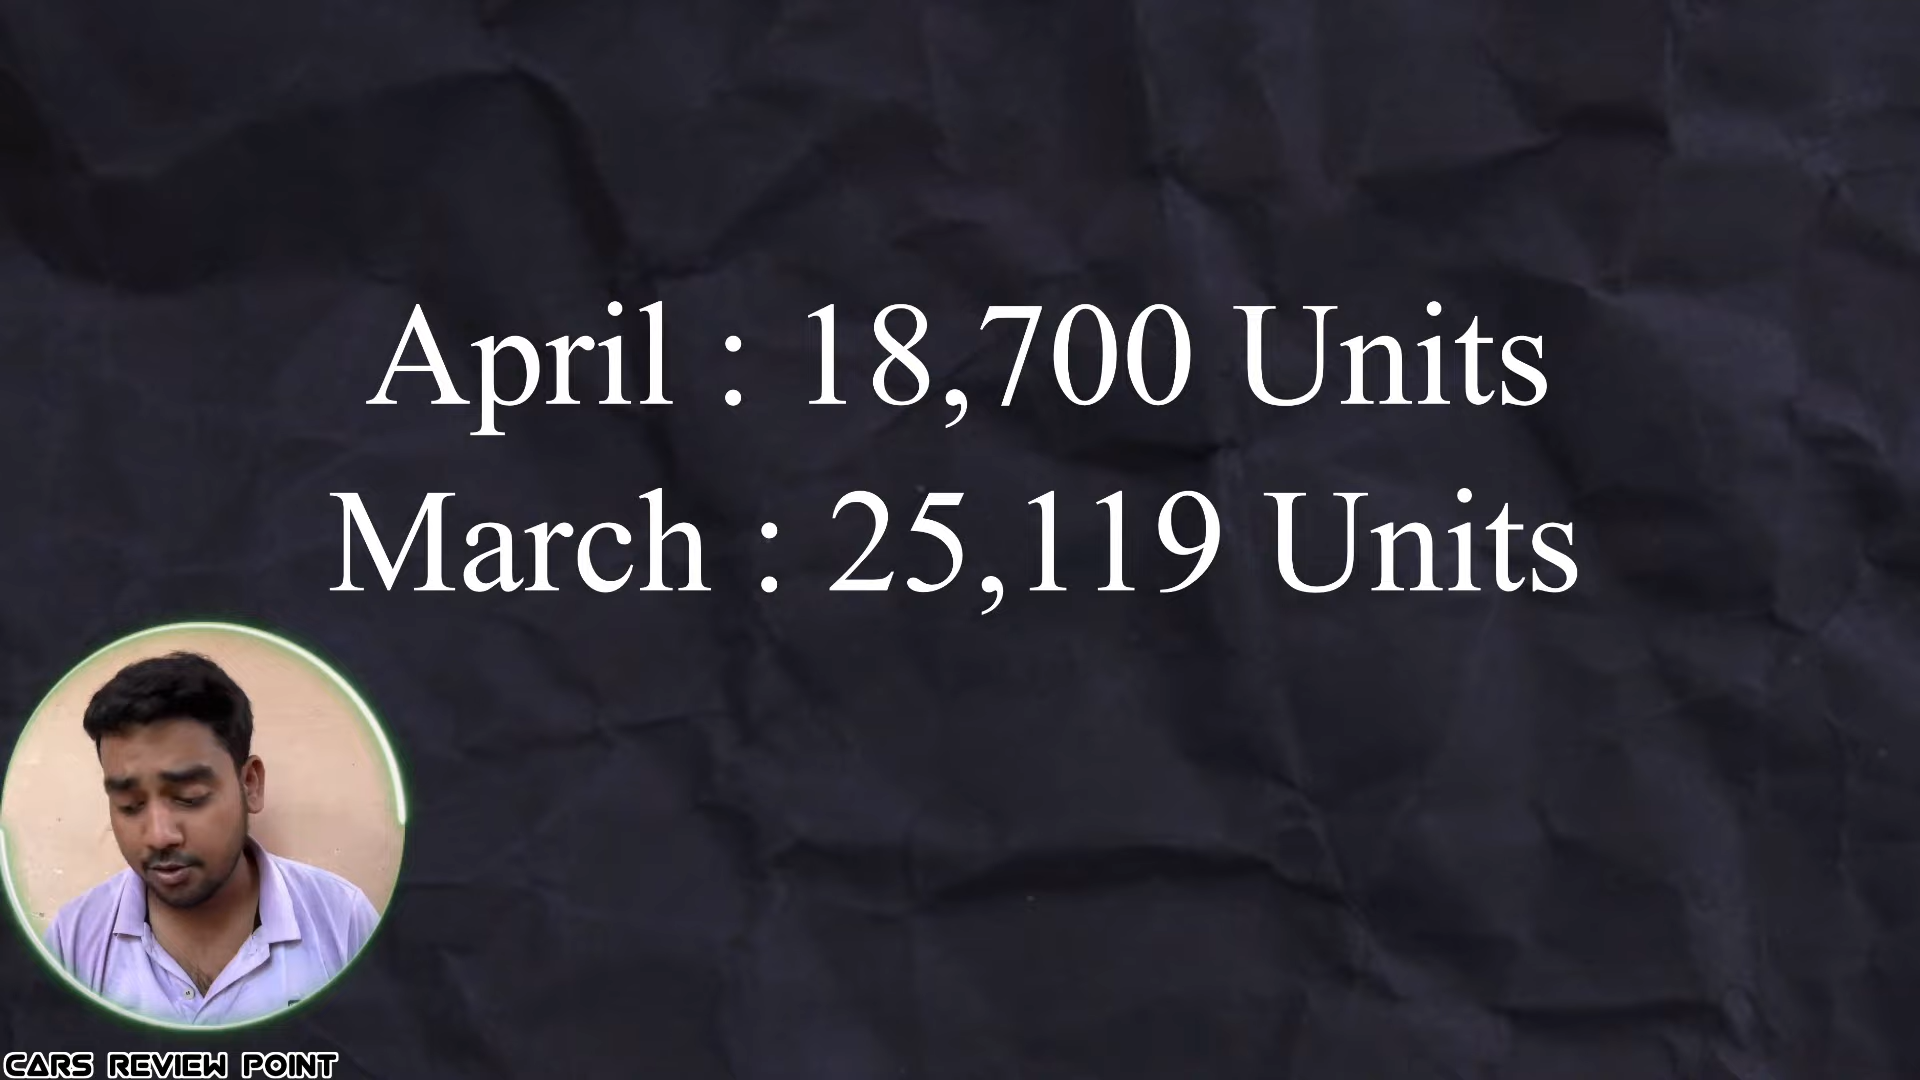 April : 18,700 Units
March : 25,119 Units
CARS REVIEW POINT